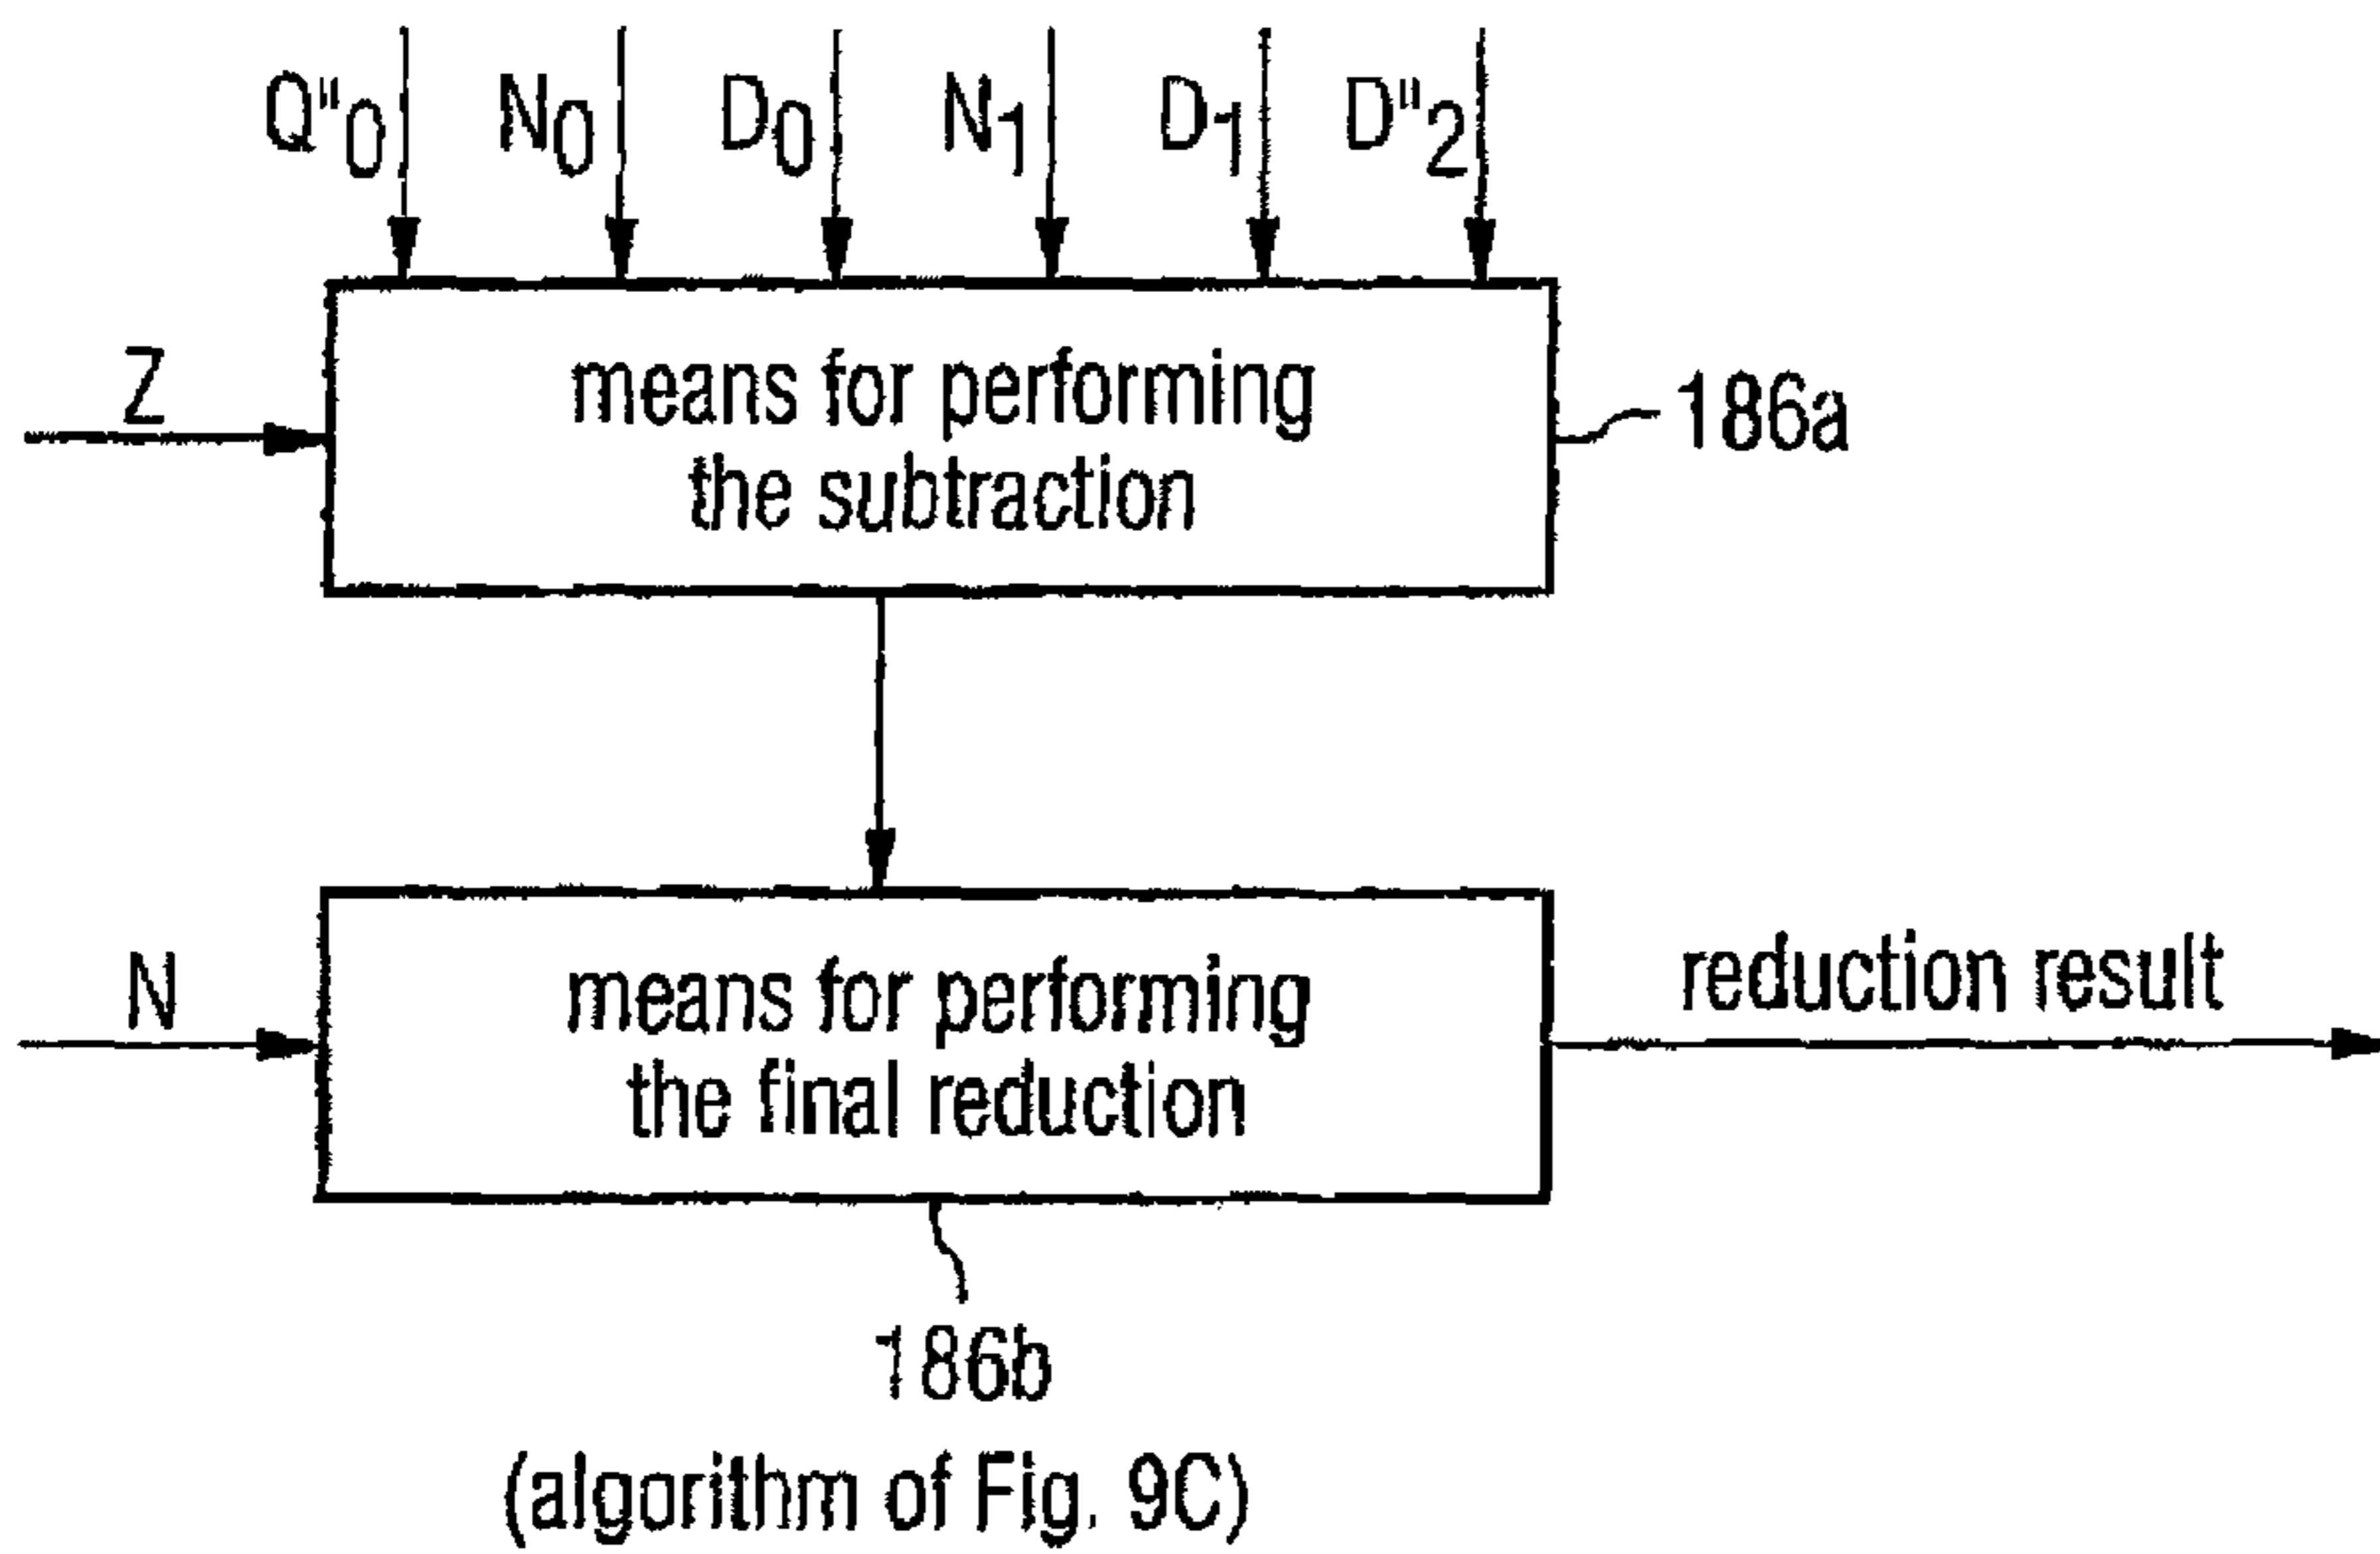 Q"0 N0 D0 N1 D1 D"2
Z
means for performing
the subtraction
186a
N
means for performing
the final reduction
reduction result
186b
(algorithm of Fig. 9C)